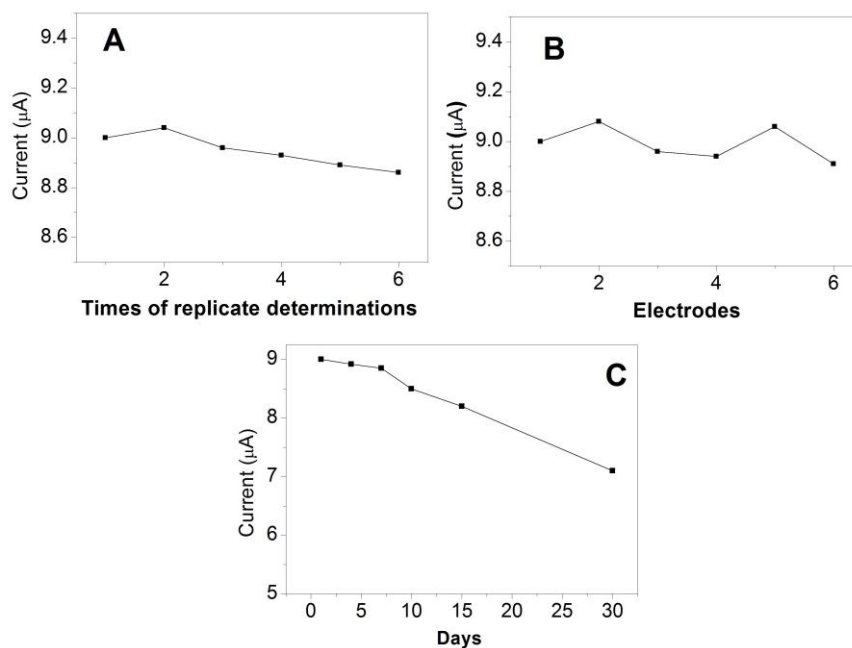 A
Current (μA)
9.4
9.2
9.0
8.8
8.6
2
4
6
Times of replicate determinations
B
Current (μA)
9.4
9.2
9.0
8.8
8.6
2
4
6
Electrodes
C
Current (μA)
9
8
7
6
5
0 5 10 15 20 25 30
Days